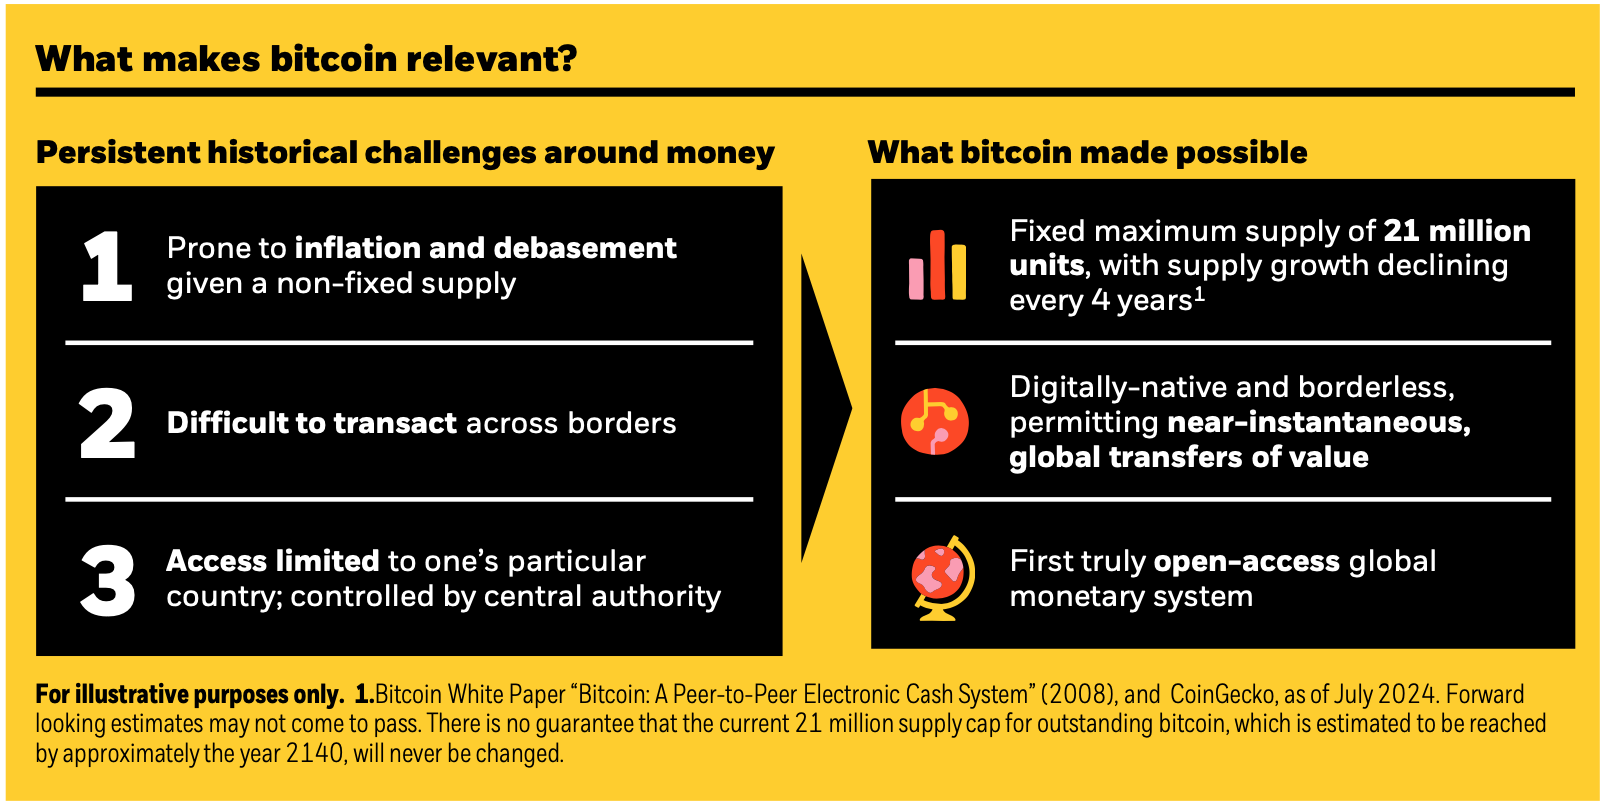 What makes bitcoin relevant?
Persistent historical challenges around money
1
Prone to inflation and debasement
given a non-fixed supply
2
Difficult to transact across borders
3
Access limited to one’s particular
country; controlled by central authority
What bitcoin made possible
Fixed maximum supply of 21 million
units, with supply growth declining
every 4 years¹
Digitally-native and borderless,
permitting near-instantaneous,
global transfers of value
First truly open-access global
monetary system
For illustrative purposes only. 1.Bitcoin White Paper “Bitcoin: A Peer-to-Peer Electronic Cash System” (2008), and CoinGecko, as of July 2024. Forward
looking estimates may not come to pass. There is no guarantee that the current 21 million supply cap for outstanding bitcoin, which is estimated to be reached
by approximately the year 2140, will never be changed.